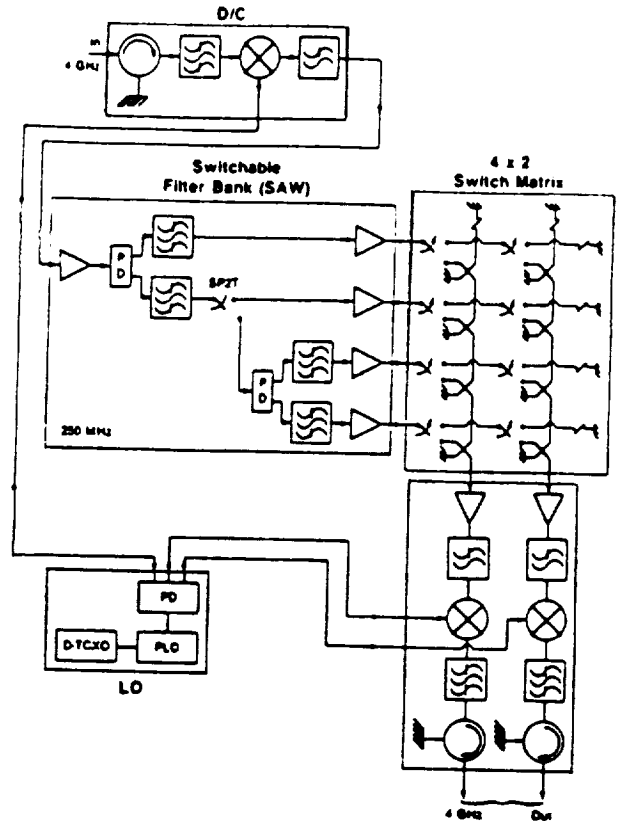 D/C
In
4 GHz
Switchable
Filter Bank (SAW)
4 x 2
Switch Matrix
P
D
SP2T
P
D
250 MHz
PD
D-TCXO
PLO
LO
4 GHz
Out